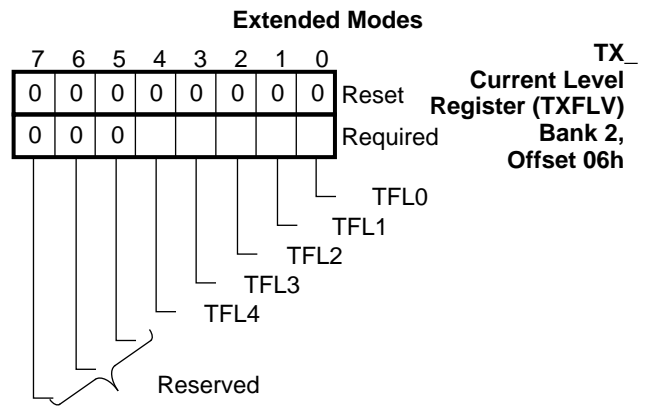 Extended Modes
7 6 5 4 3 2 1 0
0 0 0 0 0 0 0 0 Reset
0 0 0 Required
TX_
Current Level
Register (TXFLV)
Bank 2,
Offset 06h
TFL0
TFL1
TFL2
TFL3
TFL4
Reserved